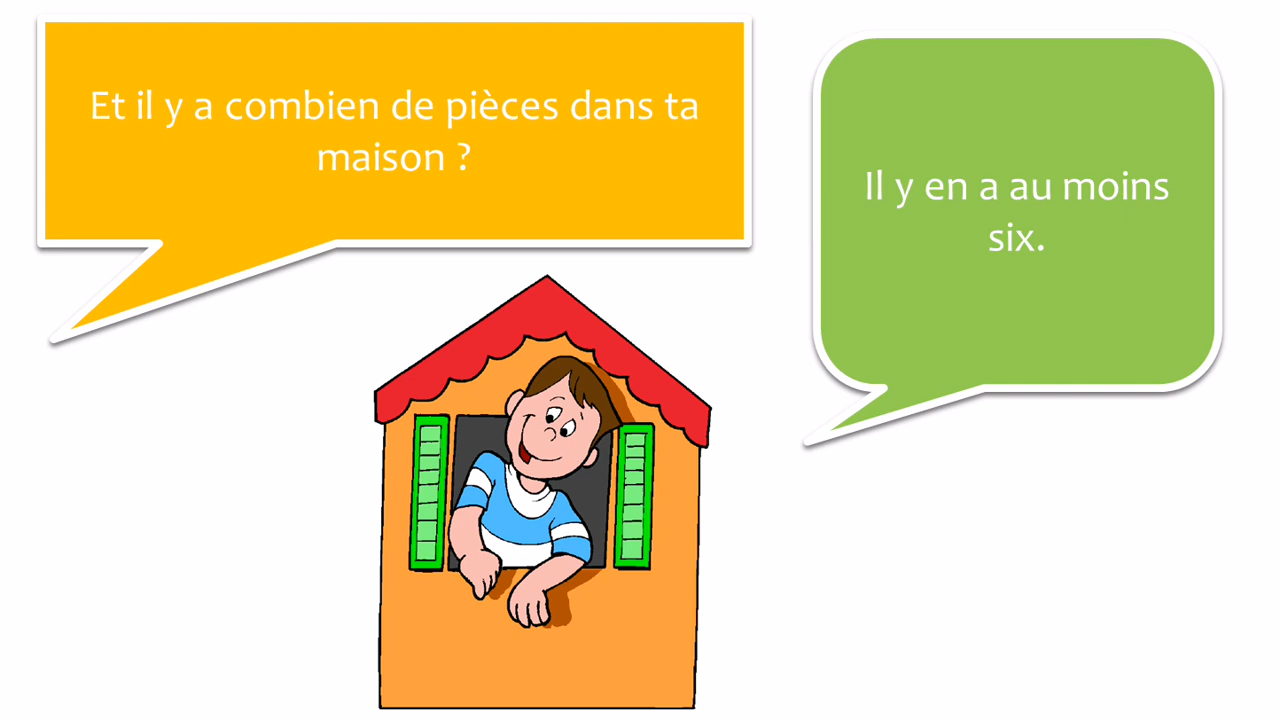 Et il y a combien de pièces dans ta
maison ?
Il y en a au moins
six.